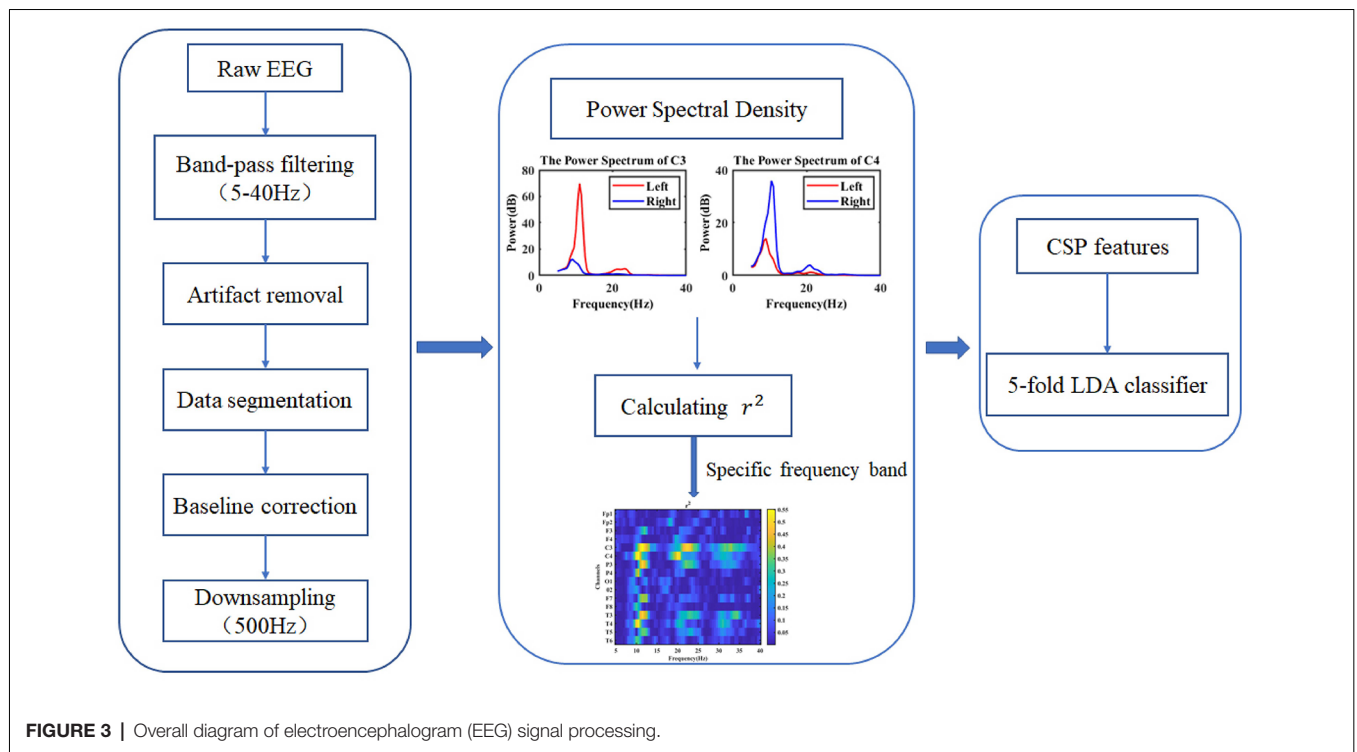 Raw EEG
Band-pass filtering
（5-40Hz）
Artifact removal
Data segmentation
Baseline correction
Downsampling
（500Hz）
Power Spectral Density
The Power Spectrum of C3
80
60
40
20
0
Power(dB)
Left
Right
0
20
40
Frequency(Hz)
The Power Spectrum of C4
40
20
0
Power(dB)
Left
Right
0
20
40
Frequency(Hz)
Calculating r²
Specific frequency band
r²
Channels
Fp1
Fp2
F3
F4
C3
C4
P3
P4
O1
02
F7
F8
T3
T4
T5
T6
5
10
15
20
25
30
35
40
Frequency(Hz)
0.55
0.5
0.45
0.4
0.35
0.3
0.25
0.2
0.15
0.1
0.05
CSP features
5-fold LDA classifier
FIGURE 3 | Overall diagram of electroencephalogram (EEG) signal processing.